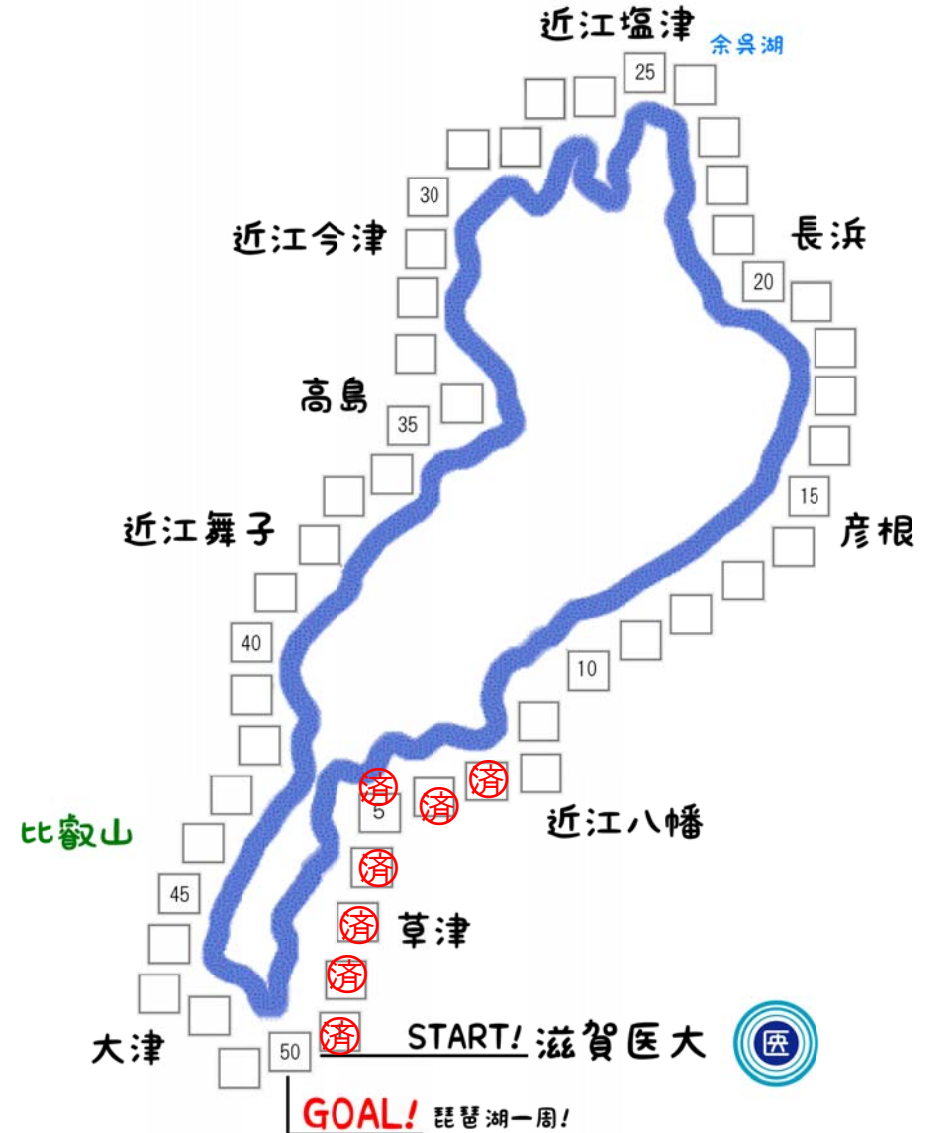 近江塩津
余呉湖
25
30
近江今津
長浜
20
高島
35
15
近江舞子
彦根
40
10
済
済
済
5
近江八幡
比叡山
済
45
済
草津
済
済
START! 滋賀医大
医
大津
50
GOAL! 琵琶湖一周!